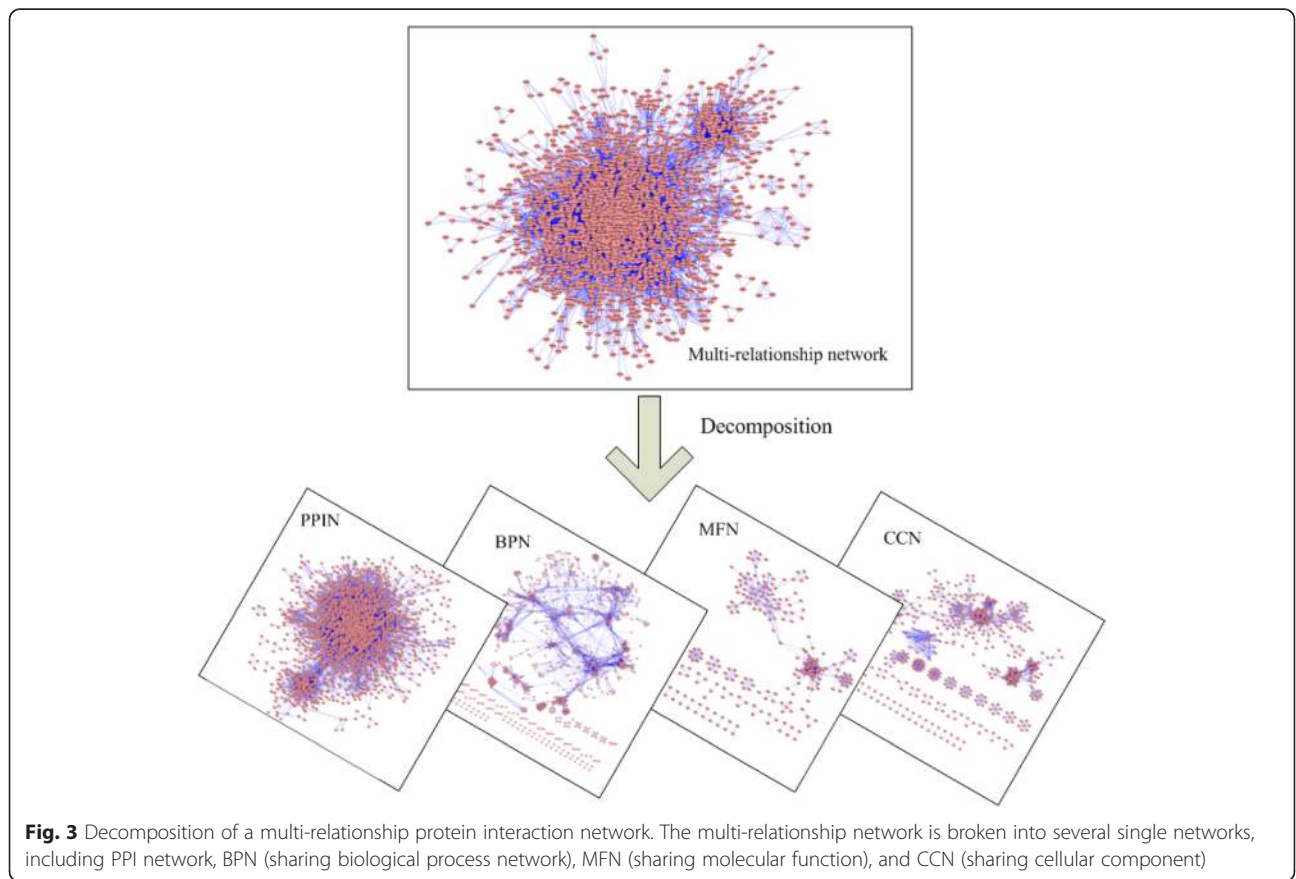 Multi-relationship network
Decomposition
PPIN
BPN
MFN
CCN
Fig. 3 Decomposition of a multi-relationship protein interaction network. The multi-relationship network is broken into several single networks,
including PPI network, BPN (sharing biological process network), MFN (sharing molecular function), and CCN (sharing cellular component)